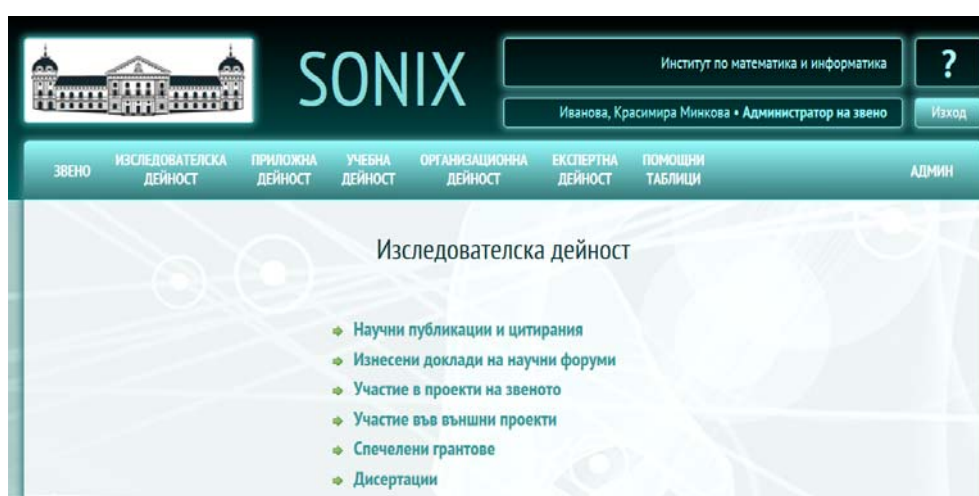 SONIX
Институт по математика и информатика
?
Иванова, Красимира Минкова • Администратор на звено
Изход
ЗВЕНО
ИЗСЛЕДОВАТЕЛСКА
ДЕЙНОСТ
ПРИЛОЖНА
ДЕЙНОСТ
УЧЕБНА
ДЕЙНОСТ
ОРГАНИЗАЦИОННА
ДЕЙНОСТ
ЕКСПЕРТНА
ДЕЙНОСТ
ПОМОЩНИ
ТАБЛИЦИ
АДМИН
Изследователска дейност
Научни публикации и цитирания
Изнесени доклади на научни форуми
Участие в проекти на звеното
Участие във външни проекти
Спечелени грантове
Дисертации